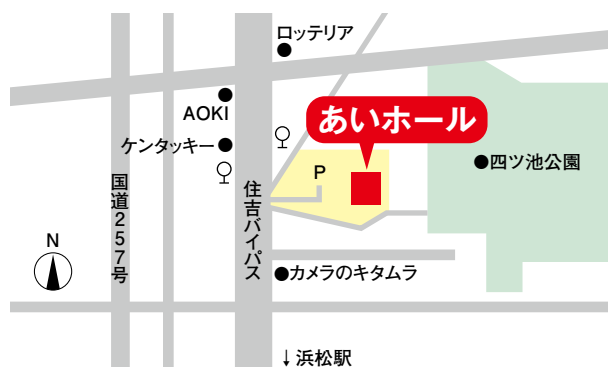 ロッテリア
AOKI
あいホール
ケンタッキー
P
四ツ池公園
国道257号
住吉バイパス
N
カメラのキタムラ
↓浜松駅